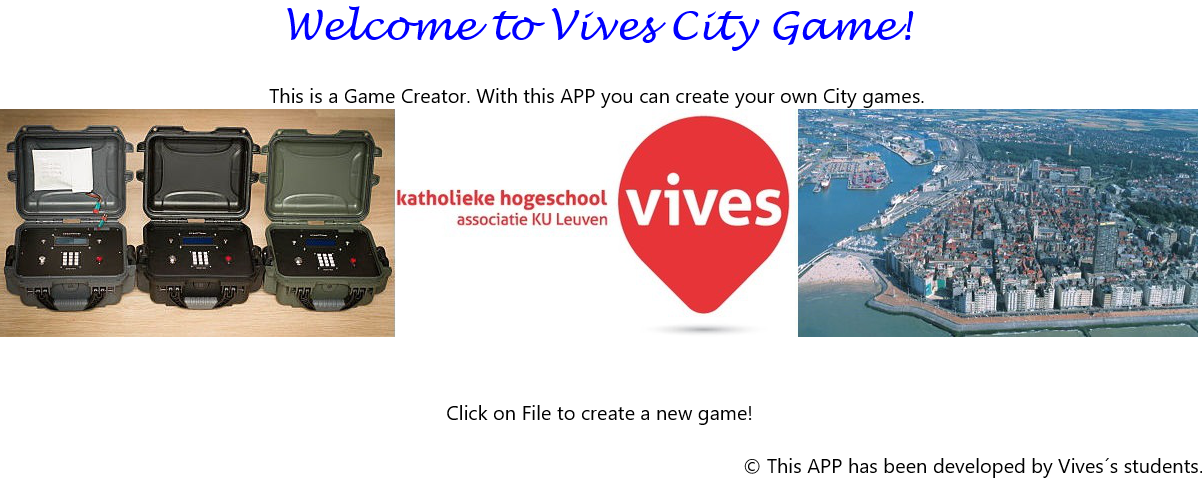 Welcome to Vives City Game!
This is a Game Creator. With this APP you can create your own City games.
katholieke hogeschool
associatie KU Leuven
vives
Click on File to create a new game!
© This APP has been developed by Vives´s students.